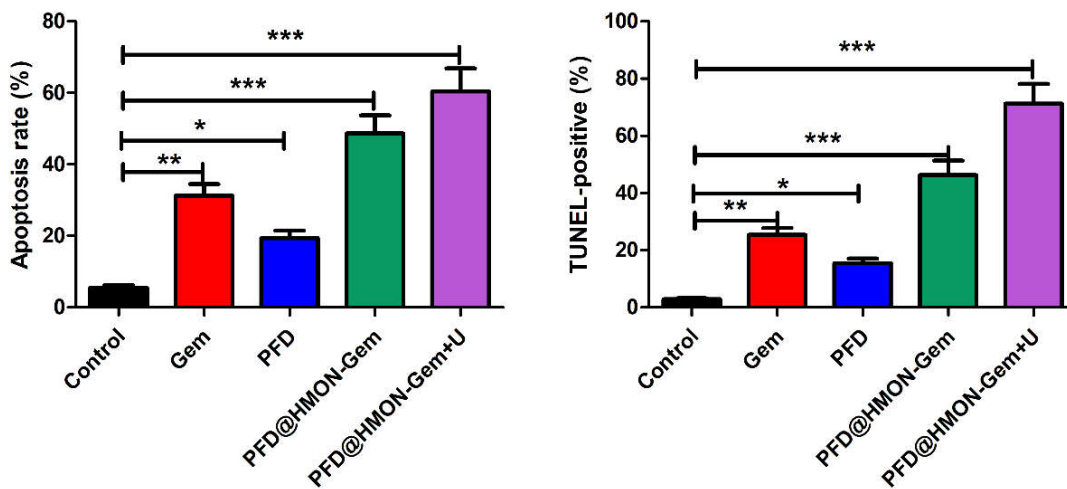 Apoptosis rate (%)
80
60
40
20
0
***
***
*
**
Control
Gem
PFD
PFD@HMON-Gem
PFD@HMON-Gem+U
TUNEL-positive (%)
100
80
60
40
20
0
***
***
*
**
Control
Gem
PFD
PFD@HMON-Gem
PFD@HMON-Gem+U